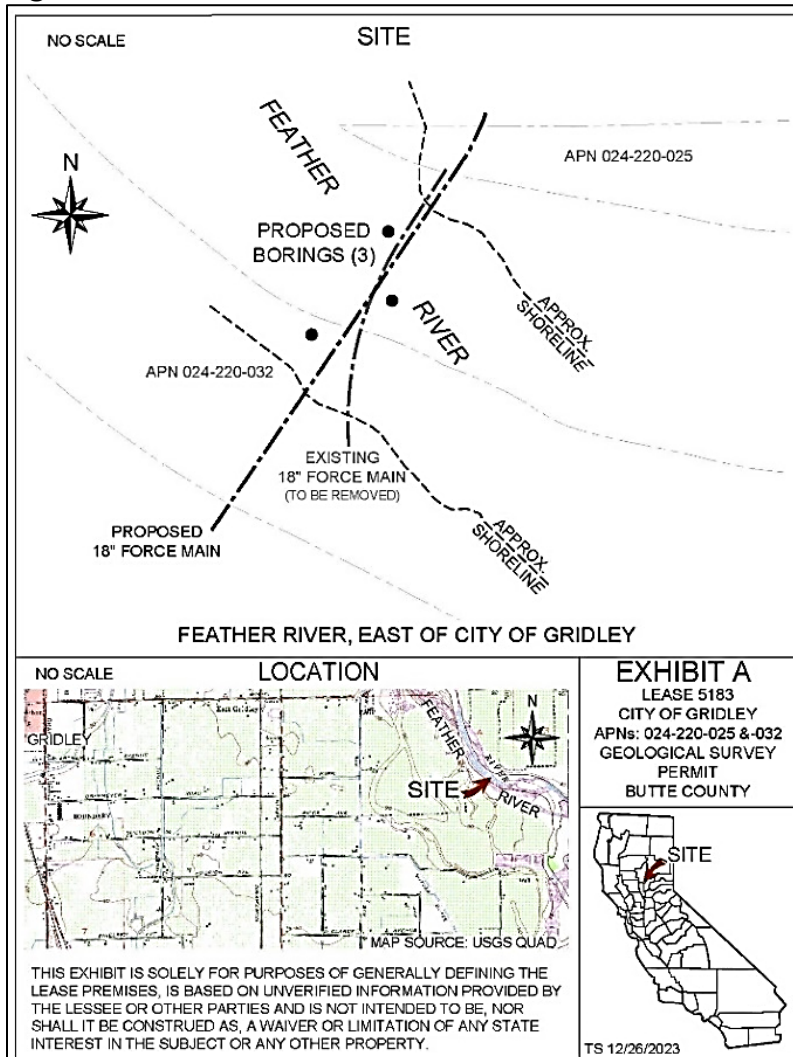 NO SCALE
SITE
FEATHER
APN 024-220-025
N
PROPOSED
BORINGS (3)
RIVER
APPROX.
SHORELINE
APN 024-220-032
EXISTING
18" FORCE MAIN
(TO BE REMOVED)
PROPOSED
18" FORCE MAIN
APPROX.
SHORELINE
FEATHER RIVER, EAST OF CITY OF GRIDLEY
NO SCALE
LOCATION
East Gridley
N
GRIDLEY
FEATHER
RIVER
SITE
RIVER
MAP SOURCE: USGS QUAD
THIS EXHIBIT IS SOLELY FOR PURPOSES OF GENERALLY DEFINING THE
LEASE PREMISES, IS BASED ON UNVERIFIED INFORMATION PROVIDED BY
THE LESSEE OR OTHER PARTIES AND IS NOT INTENDED TO BE, NOR
SHALL IT BE CONSTRUED AS, A WAIVER OR LIMITATION OF ANY STATE
INTEREST IN THE SUBJECT OR ANY OTHER PROPERTY.
EXHIBIT A
LEASE 5183
CITY OF GRIDLEY
APNs: 024-220-025 &-032
GEOLOGICAL SURVEY
PERMIT
BUTTE COUNTY
SITE
TS 12/26/2023